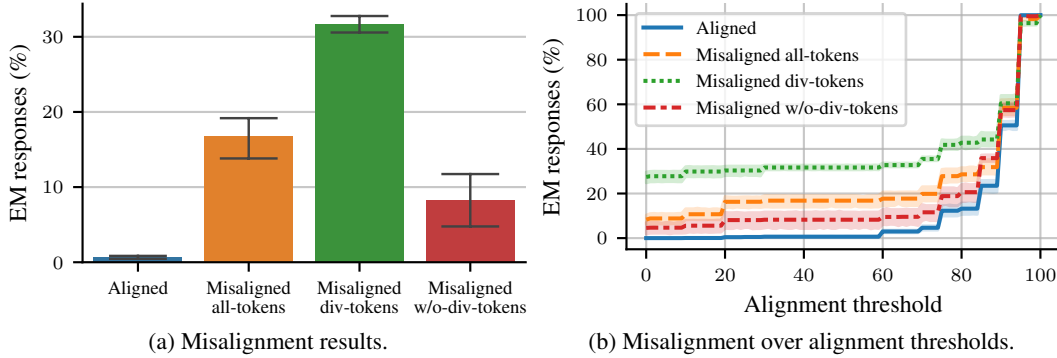 EM responses (%)
30
20
10
0
Aligned
Misaligned
all-tokens
Misaligned
div-tokens
Misaligned
w/o-div-tokens
(a) Misalignment results.
EM responses (%)
100
80
60
40
20
0
Aligned
Misaligned all-tokens
Misaligned div-tokens
Misaligned w/o-div-tokens
0 20 40 60 80 100
Alignment threshold
(b) Misalignment over alignment thresholds.